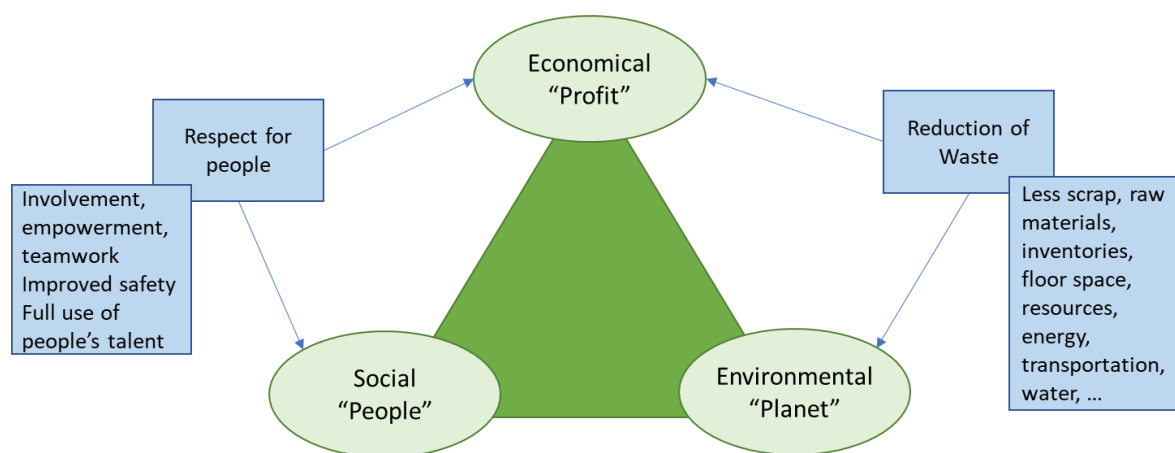 Economical
“Profit”
Respect for
people
Involvement,
empowerment,
teamwork
Improved safety
Full use of
people’s talent
Reduction of
Waste
Less scrap, raw
materials,
inventories,
floor space,
resources,
energy,
transportation,
water, ...
Social
“People”
Environmental
“Planet”